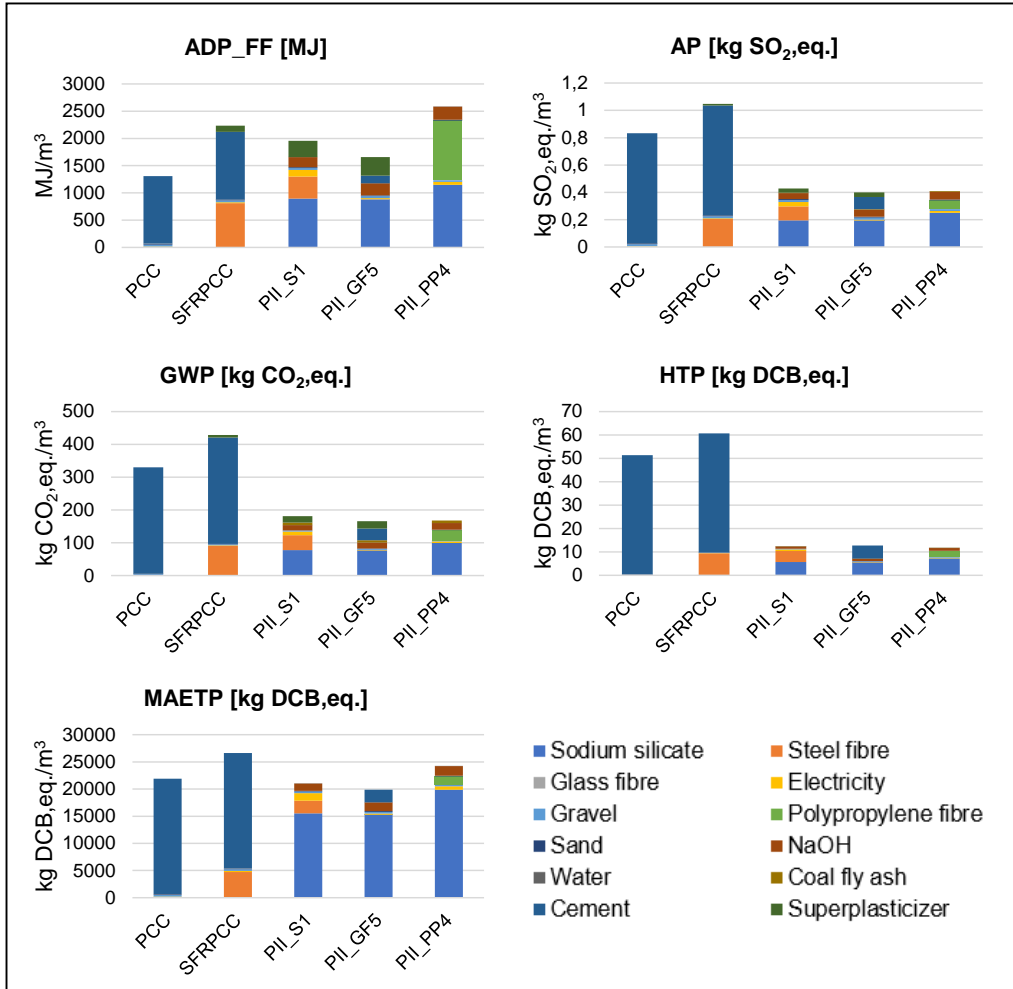 ADP_FF [MJ]
MJ/m³
3000
2500
2000
1500
1000
500
0
PCC
SFRPCC
PII_S1
PII_GF5
PII_PP4
AP [kg SO₂,eq.]
kg SO₂,eq./m³
1,2
1
0,8
0,6
0,4
0,2
0
PCC
SFRPCC
PII_S1
PII_GF5
PII_PP4
GWP [kg CO₂,eq.]
kg CO₂,eq./m³
500
400
300
200
100
0
PCC
SFRPCC
PII_S1
PII_GF5
PII_PP4
HTP [kg DCB,eq.]
kg DCB,eq./m³
70
60
50
40
30
20
10
0
PCC
SFRPCC
PII_S1
PII_GF5
PII_PP4
MAETP [kg DCB,eq.]
kg DCB,eq./m³
30000
25000
20000
15000
10000
5000
0
PCC
SFRPCC
PII_S1
PII_GF5
PII_PP4
Sodium silicate
Steel fibre
Glass fibre
Electricity
Gravel
Polypropylene fibre
Sand
NaOH
Water
Coal fly ash
Cement
Superplasticizer